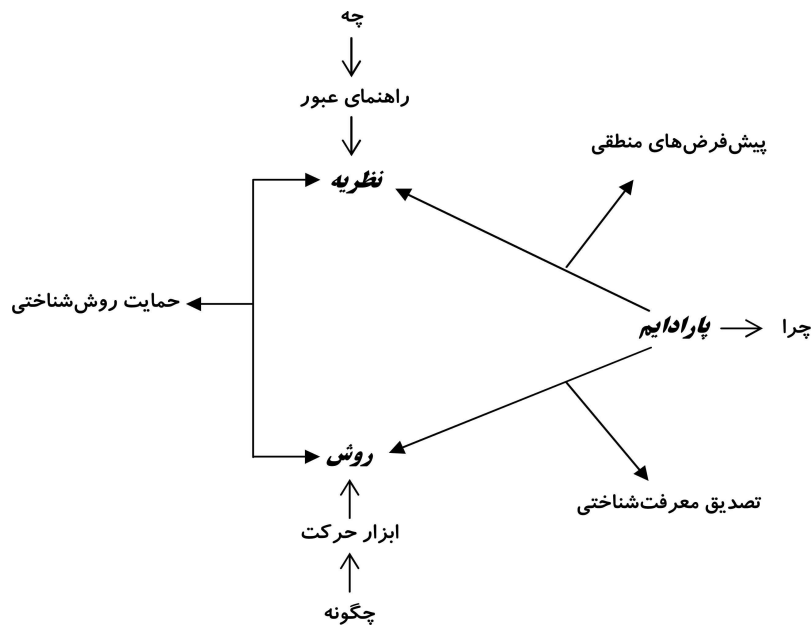 چه
راهنمای عبور
پیش‌فرض‌های منطقی
نظریه
حمایت روش‌شناختی
پارادایم
چرا
روش
تصدیق معرفت‌شناختی
ابزار حرکت
چگونه